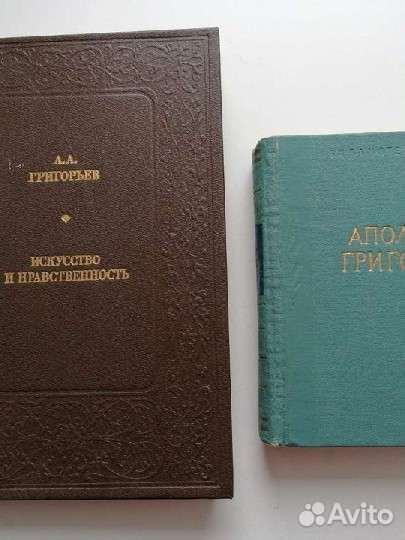 А.А.
ГРИГОРЬЕВ
ИСКУССТВО
И НРАВСТВЕННОСТЬ
АПОЛ
ГРИГО
Avito